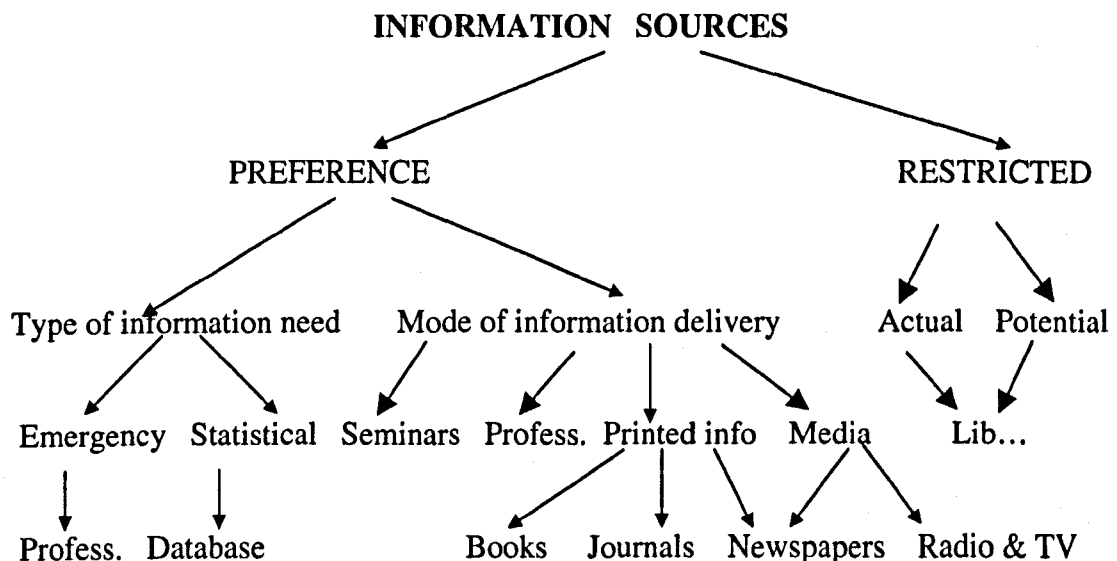 INFORMATION SOURCES
PREFERENCE RESTRICTED
Type of information need Mode of information delivery Actual Potential
Emergency Statistical Seminars Profess. Printed info Media Lib...
Profess. Database Books Journals Newspapers Radio & TV